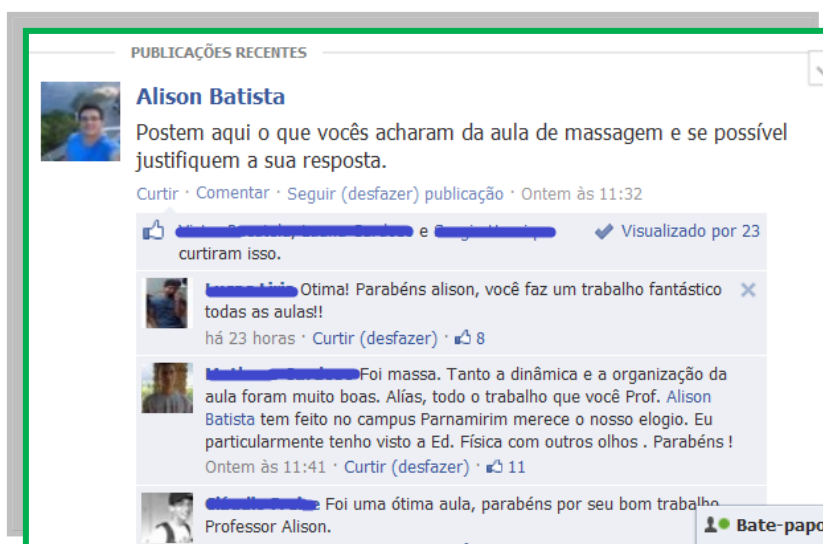 PUBLICAÇÕES RECENTES
Alison Batista
Postem aqui o que vocês acharam da aula de massagem e se possível
justifiquem a sua resposta.
Curtir · Comentar · Seguir (desfazer) publicação · Ontem às 11:32
e
Visualizado por 23
curtiram isso.
Otima! Parabéns alison, você faz um trabalho fantástico
todas as aulas!!
há 23 horas · Curtir (desfazer) · 8
Foi massa. Tanto a dinâmica e a organização da
aula foram muito boas. Alías, todo o trabalho que você Prof. Alison
Batista tem feito no campus Parnamirim merece o nosso elogio. Eu
particularmente tenho visto a Ed. Física com outros olhos . Parabéns !
Ontem às 11:41 · Curtir (desfazer) · 11
Foi uma ótima aula, parabéns por seu bom trabalho
Professor Alison.
Bate-papo